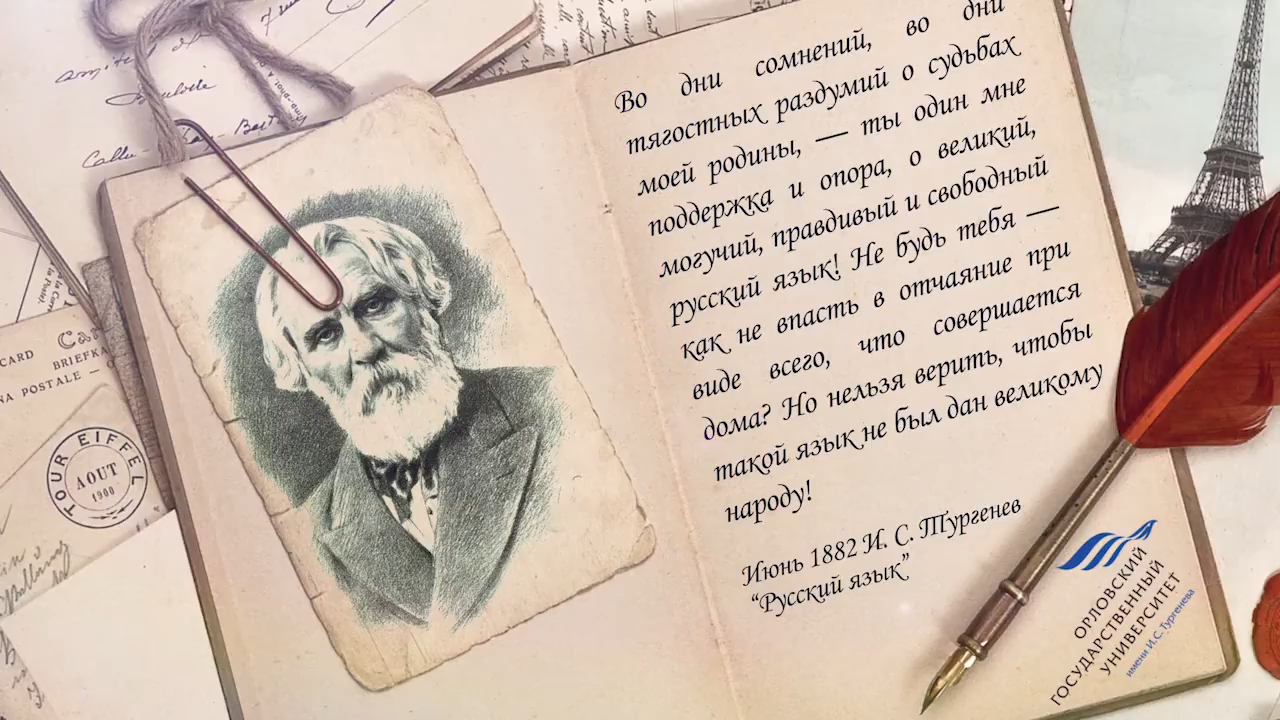 Во дни сомнений, во дни
тягостных раздумий о судьбах
моей родины, — ты один мне
поддержка и опора, о великий,
могучий, правдивый и свободный
русский язык! Не будь тебя —
как не впасть в отчаяние при
виде всего, что совершается
дома? Но нельзя верить, чтобы
такой язык не был дан великому
народу!
Июнь 1882 И. С. Тургенев
“Русский язык”
ОРЛОВСКИЙ
ГОСУДАРСТВЕННЫЙ
УНИВЕРСИТЕТ
имени И.С. Тургенева
CARD BRIEFKA
NA POSTALE —
TOUR EIFFEL
AOUT
1900